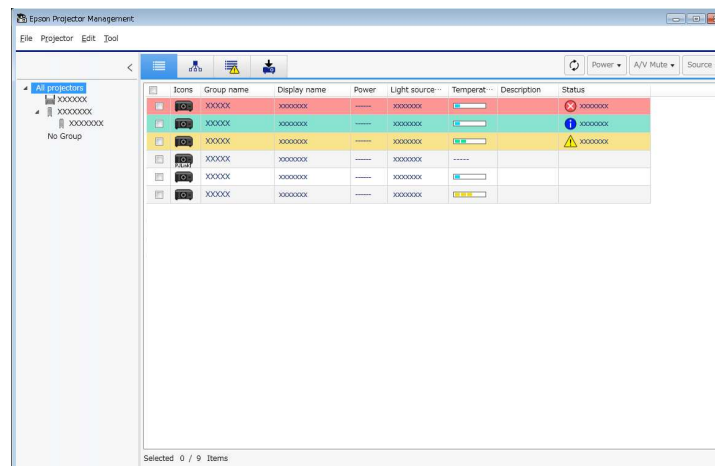 Epson Projector Management
File Projector Edit Tool
Power A/V Mute Source
All projectors
XXXXXX
XXXXXXX
XXXXXXX
No Group
Icons Group name Display name Power Light source... Temperat... Description Status
XXXXX xxxxxxx ----- xxxxxxx xxxxxxx
XXXXX xxxxxxx ----- xxxxxxx xxxxxxx
XXXXX xxxxxxx ----- xxxxxxx xxxxxxx
PJLink XXXXX xxxxxxx ----- xxxxxxx -----
XXXXX xxxxxxx ----- xxxxxxx
XXXXX xxxxxxx ----- xxxxxxx
Selected 0 / 9 Items